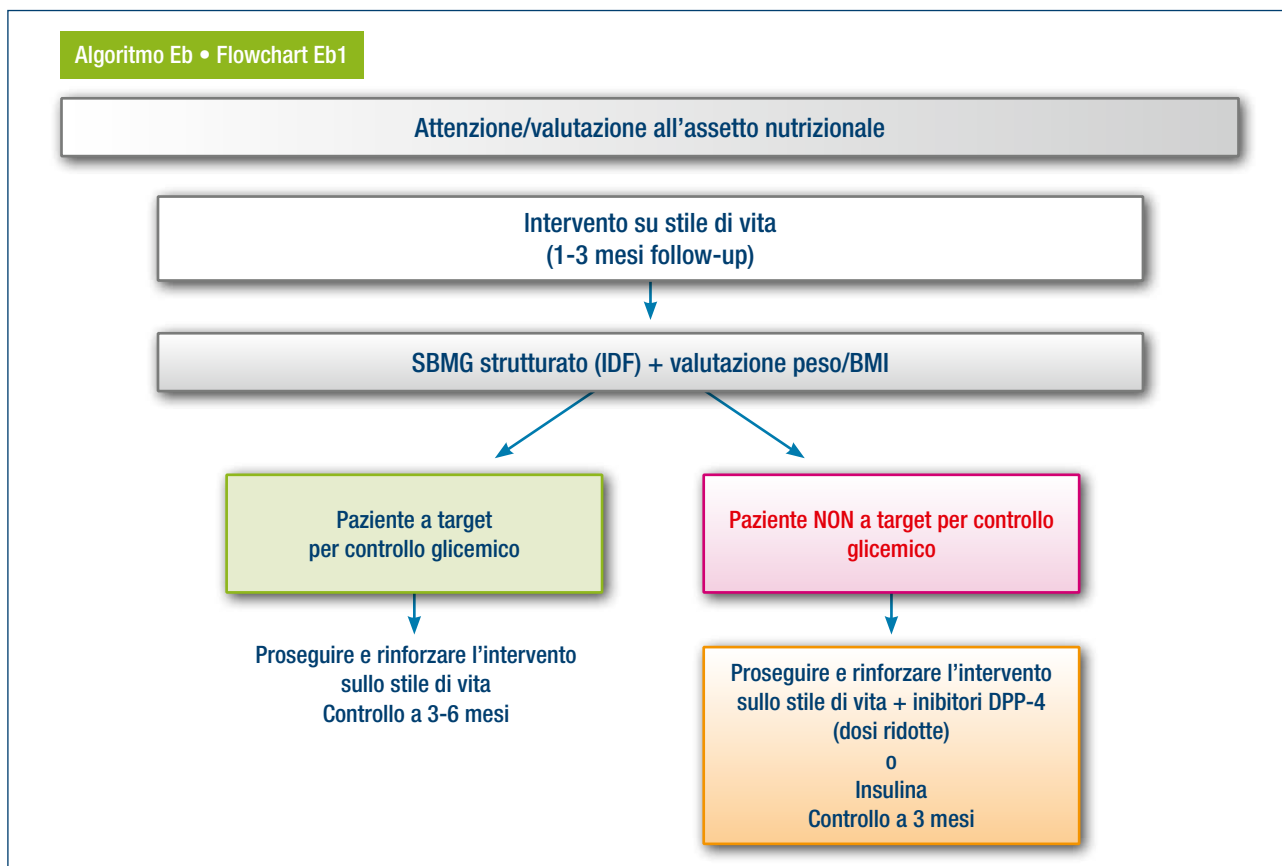 Algoritmo Eb • Flowchart Eb1
Attenzione/valutazione all’assetto nutrizionale
Intervento su stile di vita
(1-3 mesi follow-up)
SBMG strutturato (IDF) + valutazione peso/BMI
Paziente a target
per controllo glicemico
Paziente NON a target per controllo
glicemico
Proseguire e rinforzare l’intervento
sullo stile di vita
Controllo a 3-6 mesi
Proseguire e rinforzare l’intervento
sullo stile di vita + inibitori DPP-4
(dosi ridotte)
o
Insulina
Controllo a 3 mesi